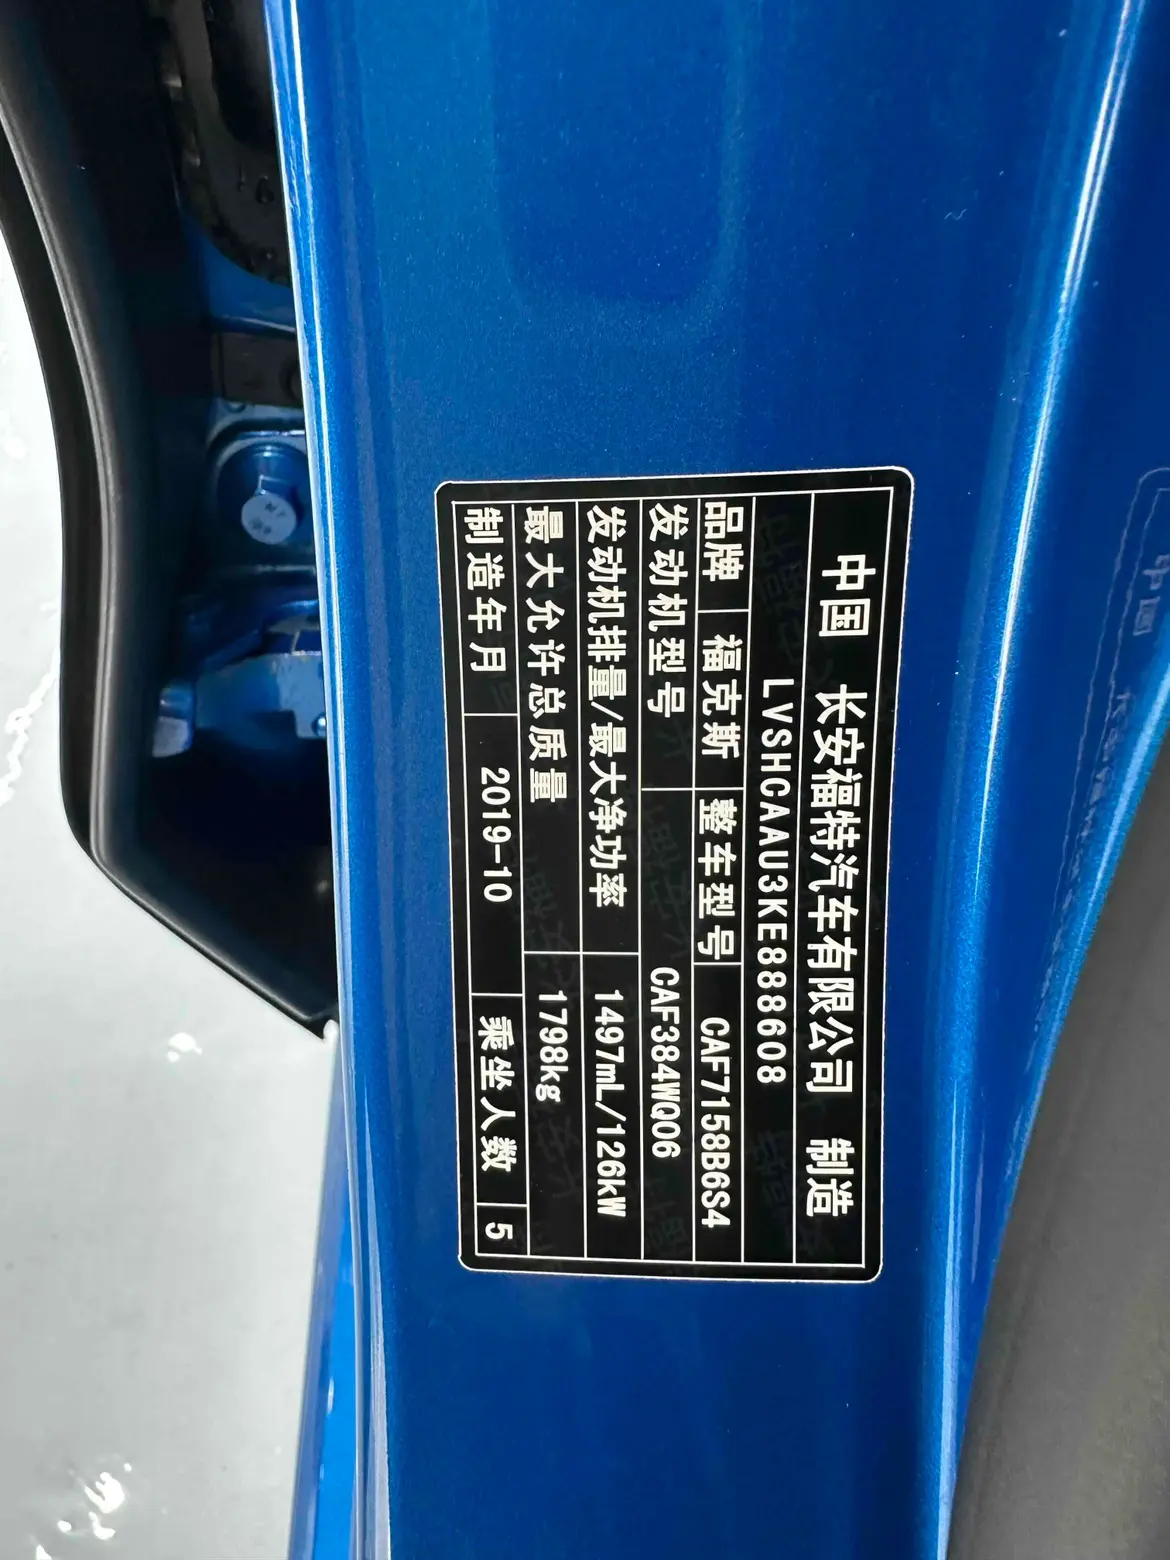 中国 长安福特汽车有限公司 制造
LVSHCAAU3KE888608
品牌 福克斯 整车型号 CAF7158B6S4
发动机型号 CAF384WQ06
发动机排量/最大净功率 1497mL/126kW
最大允许总质量 1798kg
制造年月 2019-10 乘坐人数 5